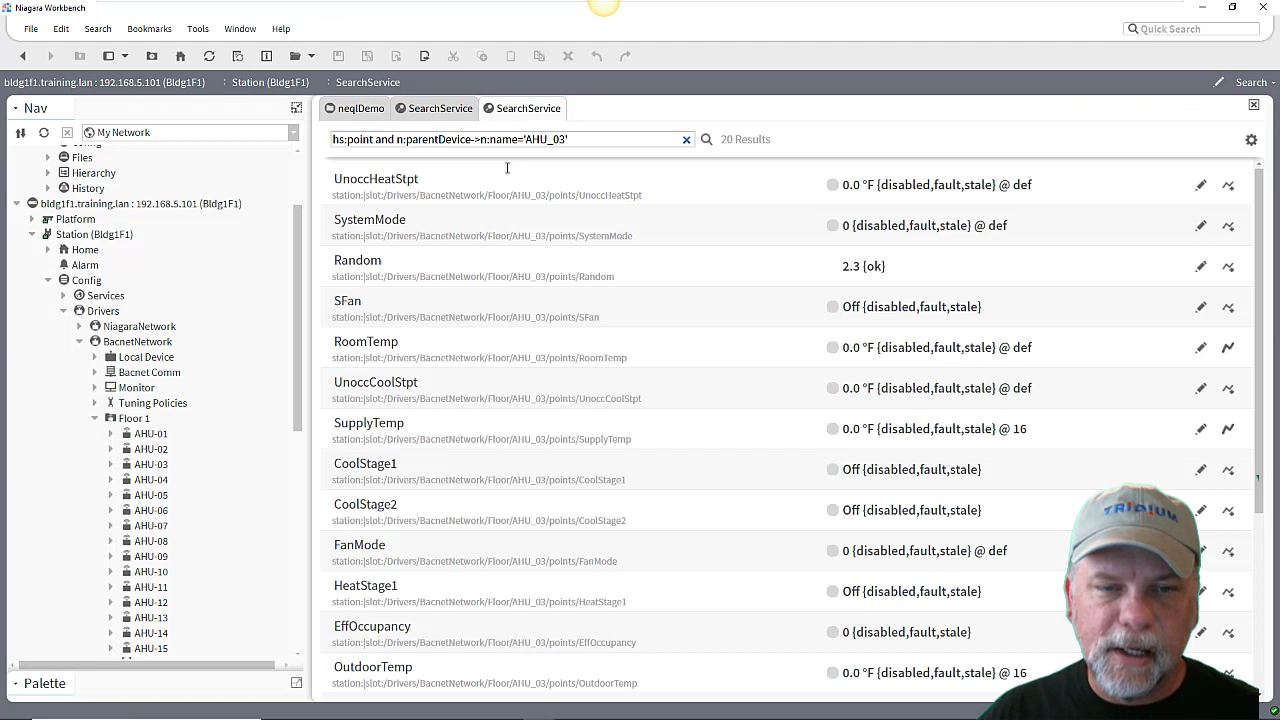 Niagara Workbench
File Edit Search Bookmarks Tools Window Help
Quick Search
bldg1f1.training.lan : 192.168.5.101 (Bldg1F1) Station (Bldg1F1) SearchService Search
Nav
My Network
Files
Hierarchy
History
bldg1f1.training.lan : 192.168.5.101 (Bldg1F1)
Platform
Station (Bldg1F1)
Home
Alarm
Config
Services
Drivers
NiagaraNetwork
BacnetNetwork
Local Device
Bacnet Comm
Monitor
Tuning Policies
Floor 1
AHU-01
AHU-02
AHU-03
AHU-04
AHU-05
AHU-06
AHU-07
AHU-08
AHU-09
AHU-10
AHU-11
AHU-12
AHU-13
AHU-14
AHU-15
Palette
neqlDemo SearchService SearchService
hs:point and n:parentDevice->n:name='AHU_03' 20 Results
UnoccHeatStpt 0.0 °F {disabled,fault,stale} @ def
station:|slot:/Drivers/BacnetNetwork/Floor/AHU_03/points/UnoccHeatStpt
SystemMode 0 {disabled,fault,stale} @ def
station:|slot:/Drivers/BacnetNetwork/Floor/AHU_03/points/SystemMode
Random 2.3 {ok}
station:|slot:/Drivers/BacnetNetwork/Floor/AHU_03/points/Random
SFan Off {disabled,fault,stale}
station:|slot:/Drivers/BacnetNetwork/Floor/AHU_03/points/SFan
RoomTemp 0.0 °F {disabled,fault,stale} @ def
station:|slot:/Drivers/BacnetNetwork/Floor/AHU_03/points/RoomTemp
UnoccCoolStpt 0.0 °F {disabled,fault,stale} @ def
station:|slot:/Drivers/BacnetNetwork/Floor/AHU_03/points/UnoccCoolStpt
SupplyTemp 0.0 °F {disabled,fault,stale} @ 16
station:|slot:/Drivers/BacnetNetwork/Floor/AHU_03/points/SupplyTemp
CoolStage1 Off {disabled,fault,stale}
station:|slot:/Drivers/BacnetNetwork/Floor/AHU_03/points/CoolStage1
CoolStage2 Off {disabled,fault,stale}
station:|slot:/Drivers/BacnetNetwork/Floor/AHU_03/points/CoolStage2
FanMode 0 {disabled,fault,stale} @ def
station:|slot:/Drivers/BacnetNetwork/Floor/AHU_03/points/FanMode
HeatStage1 Off {disabled,fault,stale}
station:|slot:/Drivers/BacnetNetwork/Floor/AHU_03/points/HeatStage1
EffOccupancy 0 {disabled,fault,stale}
station:|slot:/Drivers/BacnetNetwork/Floor/AHU_03/points/EffOccupancy
OutdoorTemp 0.0 °F {disabled,fault,stale} @ 16
station:|slot:/Drivers/BacnetNetwork/Floor/AHU_03/points/OutdoorTemp
TRIDIUM